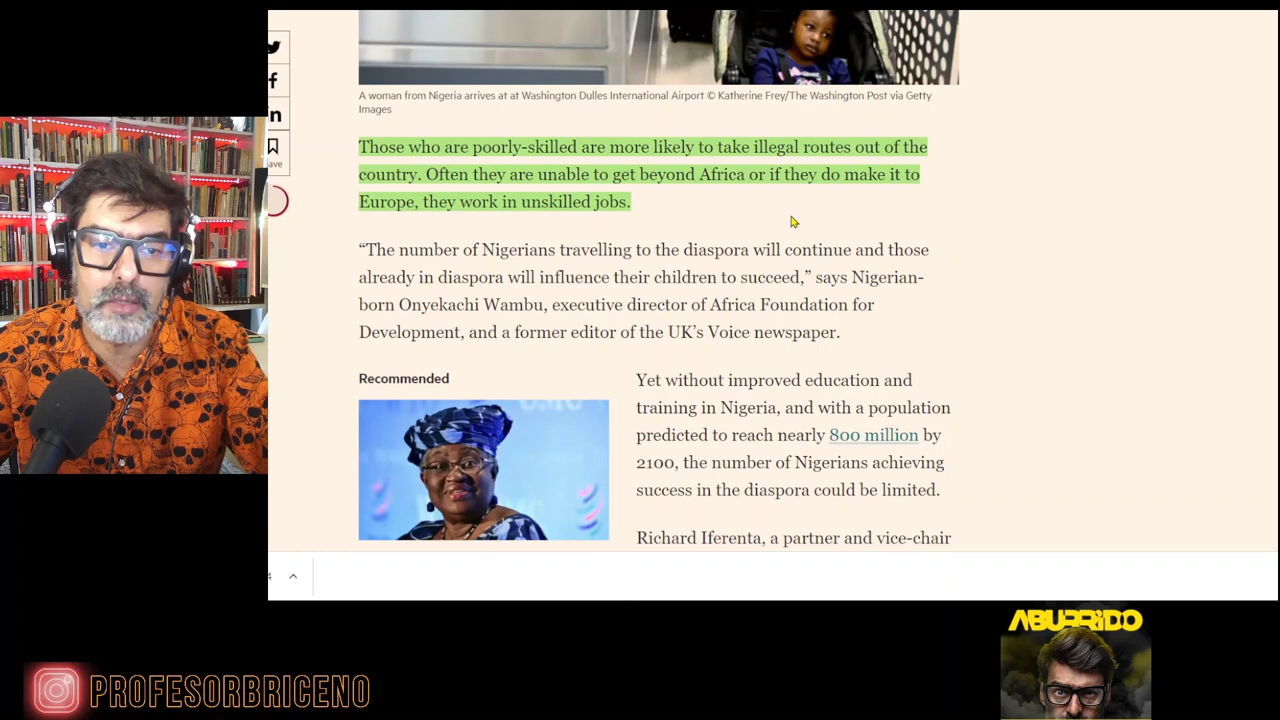 A woman from Nigeria arrives at at Washington Dulles International Airport © Katherine Frey/The Washington Post via Getty
Images
ave
Those who are poorly-skilled are more likely to take illegal routes out of the
country. Often they are unable to get beyond Africa or if they do make it to
Europe, they work in unskilled jobs.
“The number of Nigerians travelling to the diaspora will continue and those
already in diaspora will influence their children to succeed,” says Nigerian-
born Onyekachi Wambu, executive director of Africa Foundation for
Development, and a former editor of the UK’s Voice newspaper.
Recommended
Yet without improved education and
training in Nigeria, and with a population
predicted to reach nearly 800 million by
2100, the number of Nigerians achieving
success in the diaspora could be limited.
Richard Iferenta, a partner and vice-chair
ABURRiDO
PROFESORBRICENO